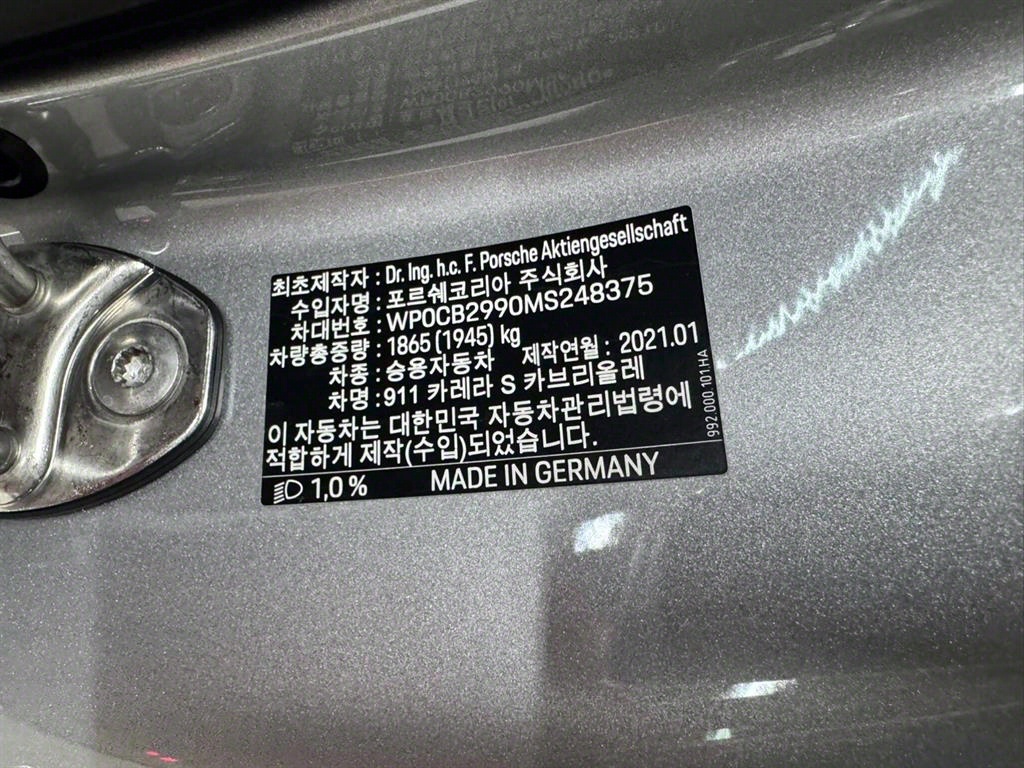 최초제작자 : Dr. Ing. h.c. F. Porsche Aktiengesellschaft
수입자명 : 포르쉐코리아 주식회사
차대번호 : WP0CB2990MS248375
차량총중량 : 1865 (1945) kg
차종 : 승용자동차 제작연월 : 2021.01
차명 : 911 카레라 S 카브리올레
이 자동차는 대한민국 자동차관리법령에
적합하게 제작(수입)되었습니다.
1,0 % MADE IN GERMANY
992.000.101.HA